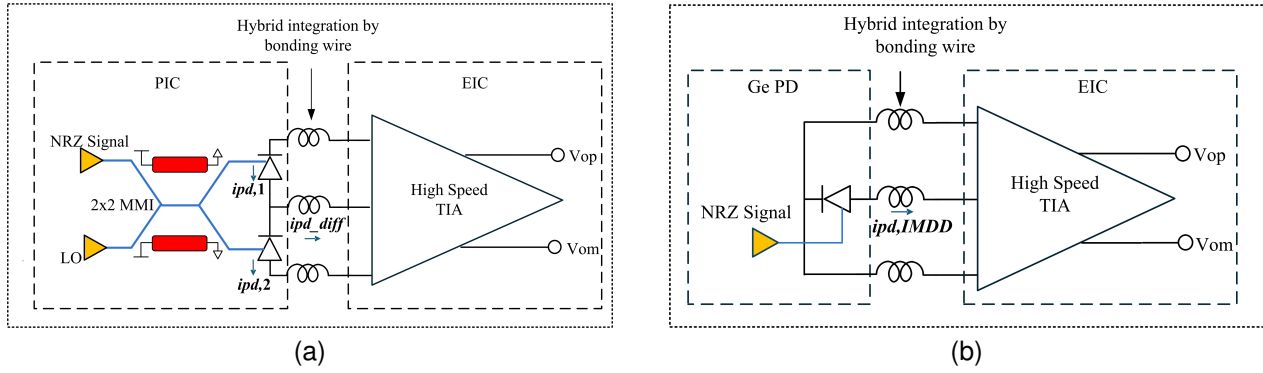 Hybrid integration by
bonding wire
PIC
EIC
NRZ Signal
2x2 MMI
LO
ipd,1
ipd_diff
ipd,2
High Speed
TIA
Vop
Vom
(a)
Hybrid integration by
bonding wire
Ge PD
EIC
NRZ Signal
ipd,IMDD
High Speed
TIA
Vop
Vom
(b)